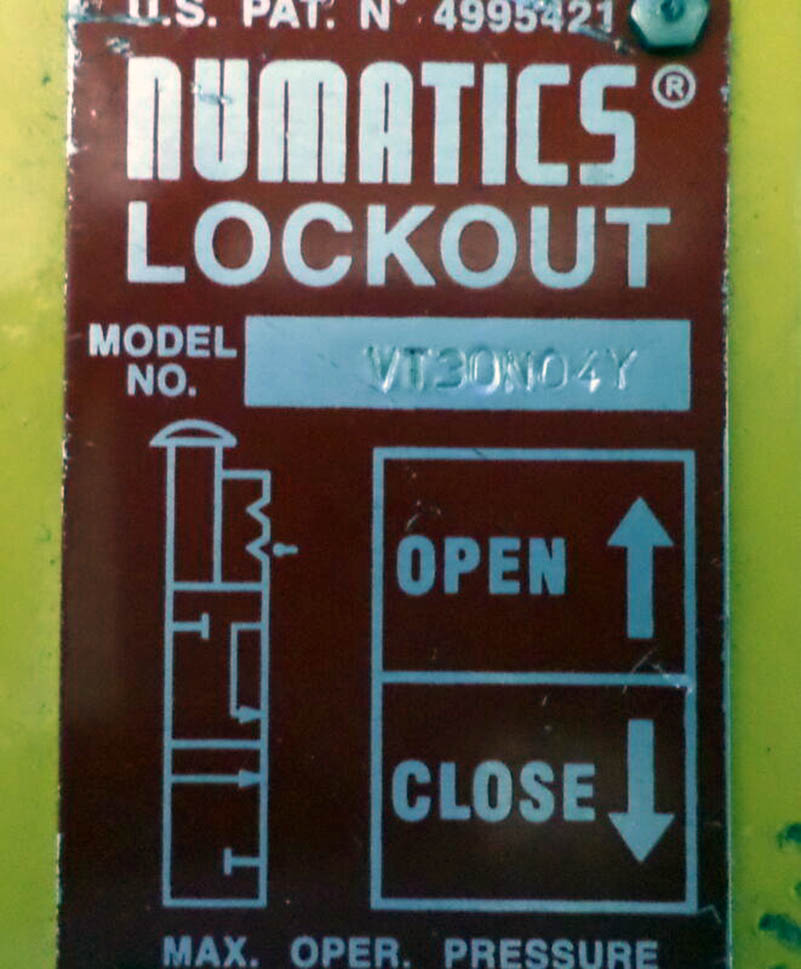 U.S. PAT. N° 4995421
NUMATICS®
LOCKOUT
MODEL NO.
VT30N04Y
OPEN
CLOSE
MAX. OPER. PRESSURE